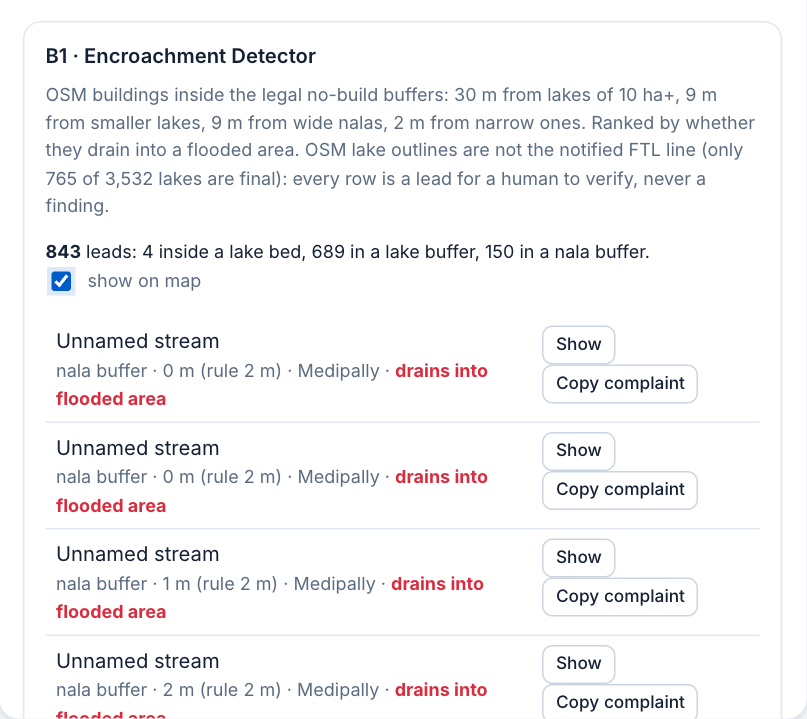 B1 · Encroachment Detector
OSM buildings inside the legal no-build buffers: 30 m from lakes of 10 ha+, 9 m
from smaller lakes, 9 m from wide nalas, 2 m from narrow ones. Ranked by whether
they drain into a flooded area. OSM lake outlines are not the notified FTL line (only
765 of 3,532 lakes are final): every row is a lead for a human to verify, never a
finding.
843 leads: 4 inside a lake bed, 689 in a lake buffer, 150 in a nala buffer.
show on map
Unnamed stream
nala buffer · 0 m (rule 2 m) · Medipally · drains into
flooded area
Show
Copy complaint
Unnamed stream
nala buffer · 0 m (rule 2 m) · Medipally · drains into
flooded area
Show
Copy complaint
Unnamed stream
nala buffer · 1 m (rule 2 m) · Medipally · drains into
flooded area
Show
Copy complaint
Unnamed stream
nala buffer · 2 m (rule 2 m) · Medipally · drains into
flooded area
Show
Copy complaint